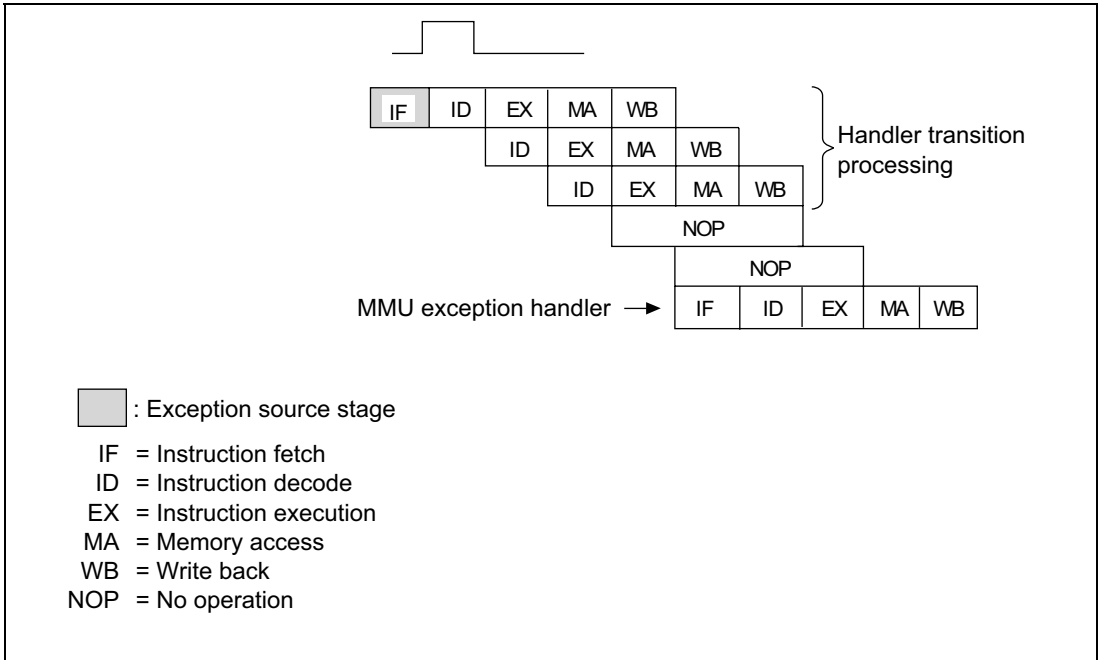 IF ID EX MA WB
ID EX MA WB
Handler transition
processing
ID EX MA WB
NOP
NOP
MMU exception handler → IF ID EX MA WB
: Exception source stage
IF = Instruction fetch
ID = Instruction decode
EX = Instruction execution
MA = Memory access
WB = Write back
NOP = No operation